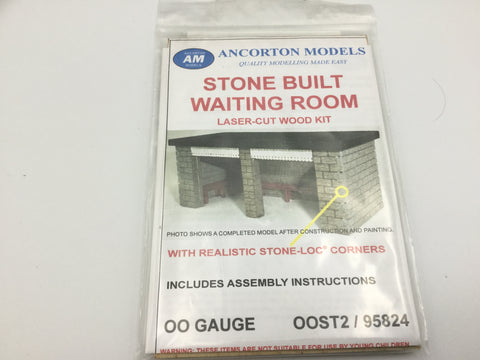 ANCORTON
AM
MODELS
ANCORTON MODELS
QUALITY MODELLING MADE EASY
STONE BUILT
WAITING ROOM
LASER-CUT WOOD KIT
PHOTO SHOWS A COMPLETED MODEL AFTER CONSTRUCTION AND PAINTING.
WITH REALISTIC STONE-LOC® CORNERS
INCLUDES ASSEMBLY INSTRUCTIONS
OO GAUGE OOST2 / 95824
WARNING: THESE ITEMS ARE NOT SUITABLE FOR USE BY YOUNG CHILDREN